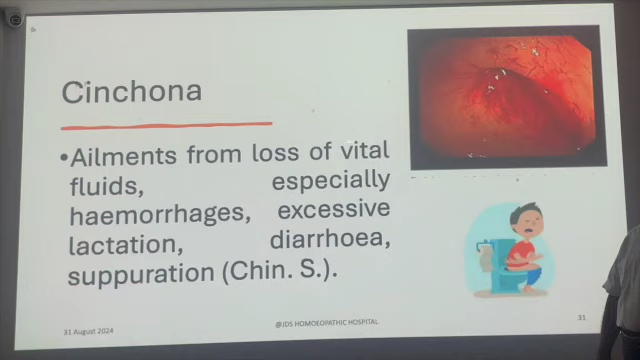 Cinchona
•Ailments from loss of vital
fluids, especially
haemorrhages, excessive
lactation, diarrhoea,
suppuration (Chin. S.).
31 August 2024
@JDS HOMOEOPATHIC HOSPITAL
31